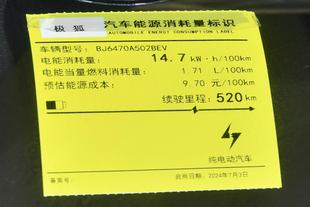 极狐 汽车能源消耗量标识
AUTOMOBILE ENERGY CONSUMPTION LABEL
车辆型号: BJ6470A502BEV
电能消耗量: 14.7 kW·h/100km
电能当量燃料消耗量: 1.71 L/100km
预估能源成本: 9.70 元/100km
续驶里程: 520 km
纯电动汽车
备案号: 启用日期: 2024年7月3日